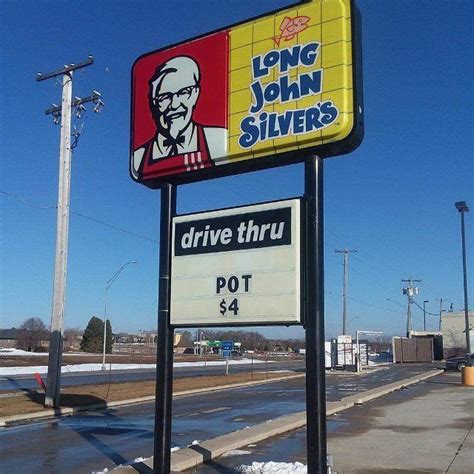 LONG
JOHN
SILVER'S
drive thru
POT
$4